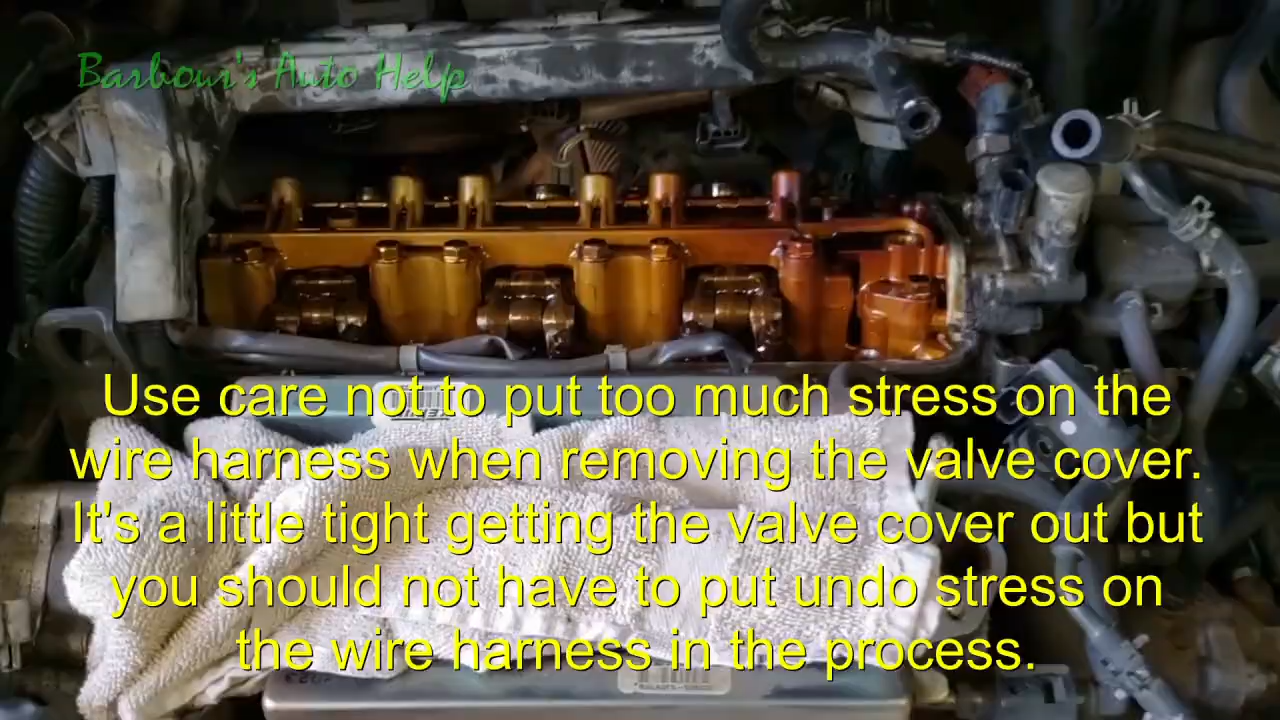 Barbour's Auto Help
Use care not to put too much stress on the
wire harness when removing the valve cover.
It's a little tight getting the valve cover out but
you should not have to put undo stress on
the wire harness in the process.